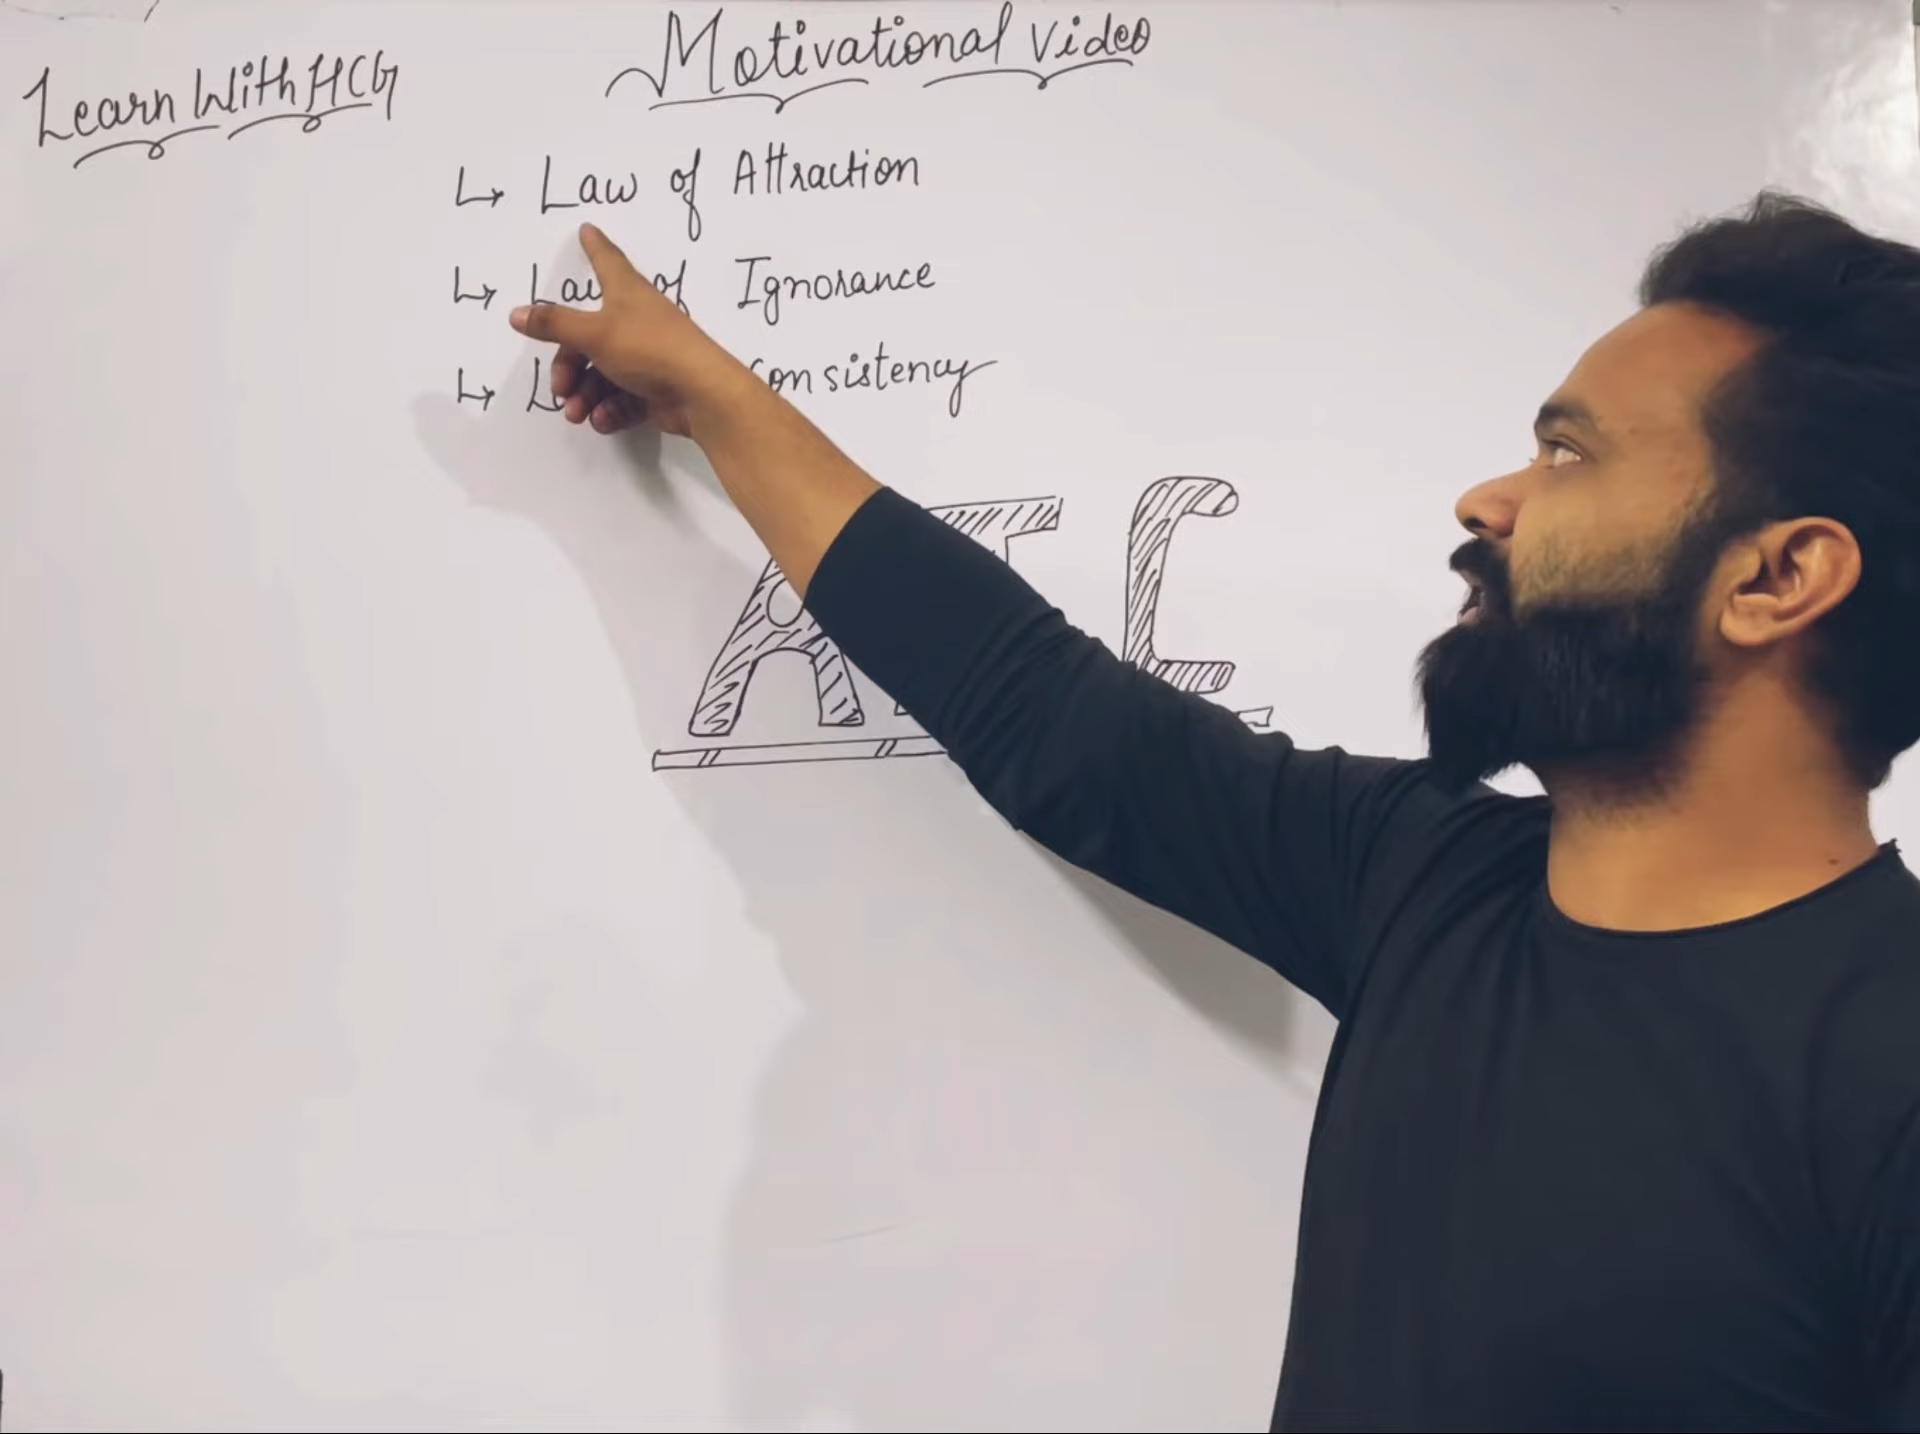 Motivational Video
Learn With HCG
↳ Law of Attraction
↳ Law of Ignorance
↳ Consistency